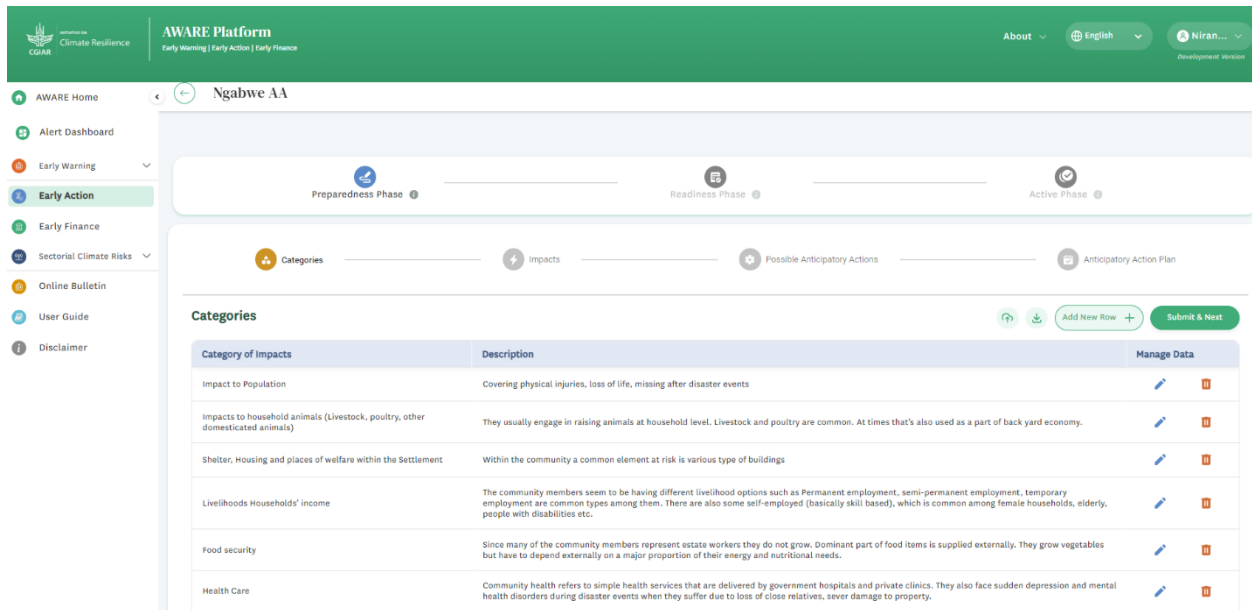 INITIATIVE ON
Climate Resilience
CGIAR
AWARE Platform
Early Warning | Early Action | Early Finance
About
English
Niran...
Development Version
AWARE Home
Ngabwe AA
Alert Dashboard
Early Warning
Early Action
Early Finance
Sectorial Climate Risks
Online Bulletin
User Guide
Disclaimer
Preparedness Phase
Readiness Phase
Active Phase
Categories
Impacts
Possible Anticipatory Actions
Anticipatory Action Plan
Categories
Add New Row +
Submit & Next
Category of Impacts
Description
Manage Data
Impact to Population
Covering physical injuries, loss of life, missing after disaster events
Impacts to household animals (Livestock, poultry, other
domesticated animals)
They usually engage in raising animals at household level. Livestock and poultry are common. At times that's also used as a part of back yard economy.
Shelter, Housing and places of welfare within the Settlement
Within the community a common element at risk is various type of buildings
Livelihoods Households' income
The community members seem to be having different livelihood options such as Permanent employment, semi-permanent employment, temporary
employment are common types among them. There are also some self-employed (basically skill based), which is common among female households, elderly,
people with disabilities etc.
Food security
Since many of the community members represent estate workers they do not grow. Dominant part of food items is supplied externally. They grow vegetables
but have to depend externally on a major proportion of their energy and nutritional needs.
Health Care
Community health refers to simple health services that are delivered by government hospitals and private clinics. They also face sudden depression and mental
health disorders during disaster events when they suffer due to loss of close relatives, sever damage to property.